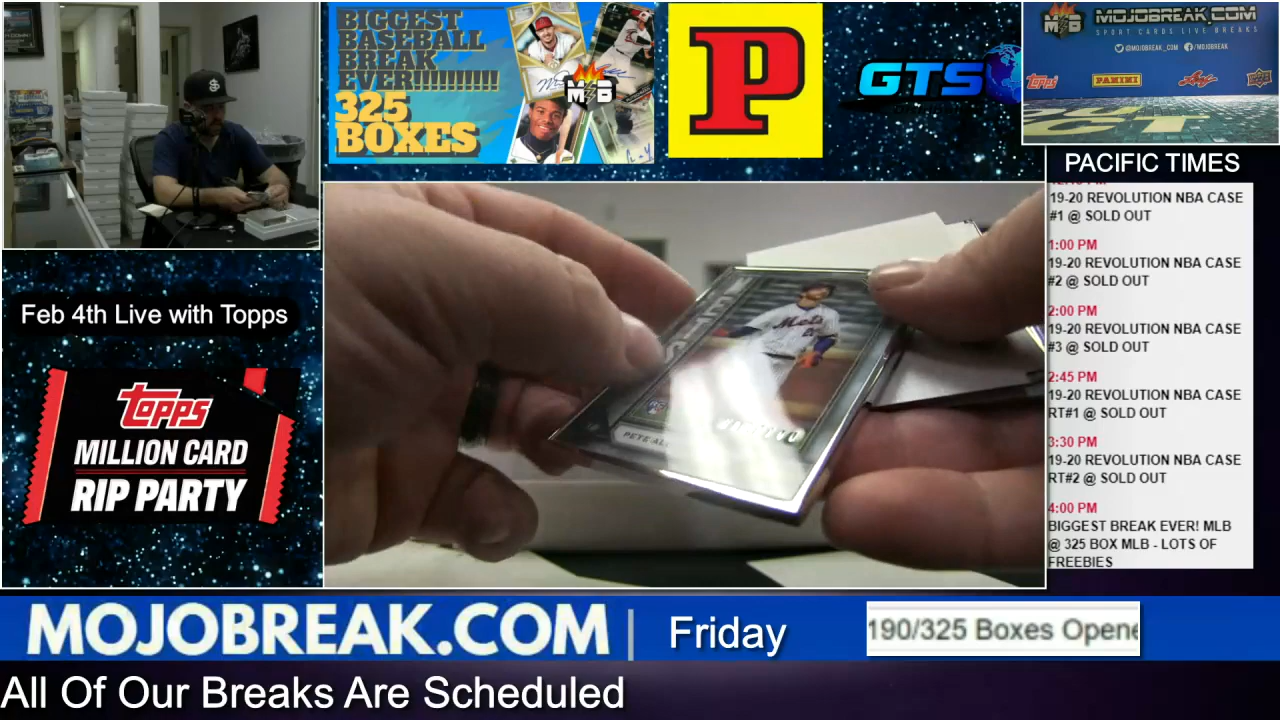 BIGGEST
BASEBALL
BREAK
EVER!!!!!!!!!!!
325
BOXES
M B
P
GTS
MB MOJOBREAK.COM
SPORT CARDS LIVE BREAKS
@MOJOBREAK_COM /MOJOBREAK
topps PANINI Leaf
CT
PACIFIC TIMES
19-20 REVOLUTION NBA CASE
#1 @ SOLD OUT
1:00 PM
19-20 REVOLUTION NBA CASE
#2 @ SOLD OUT
2:00 PM
19-20 REVOLUTION NBA CASE
#3 @ SOLD OUT
2:45 PM
19-20 REVOLUTION NBA CASE
RT#1 @ SOLD OUT
3:30 PM
19-20 REVOLUTION NBA CASE
RT#2 @ SOLD OUT
4:00 PM
BIGGEST BREAK EVER! MLB
@ 325 BOX MLB - LOTS OF
FREEBIES
Feb 4th Live with Topps
topps
MILLION CARD
RIP PARTY
Mets
PETE
MOJOBREAK.COM | Friday
190/325 Boxes Opene
All Of Our Breaks Are Scheduled